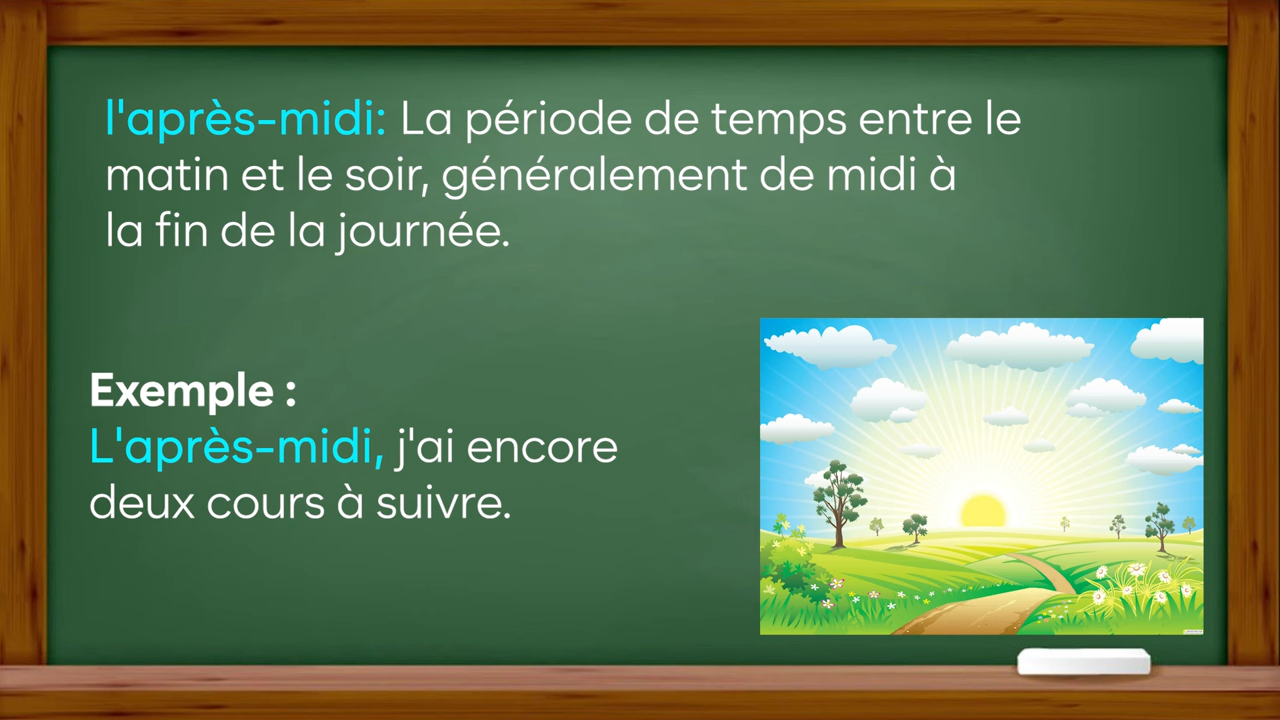 l'après-midi: La période de temps entre le
matin et le soir, généralement de midi à
la fin de la journée.
Exemple :
L'après-midi, j'ai encore
deux cours à suivre.